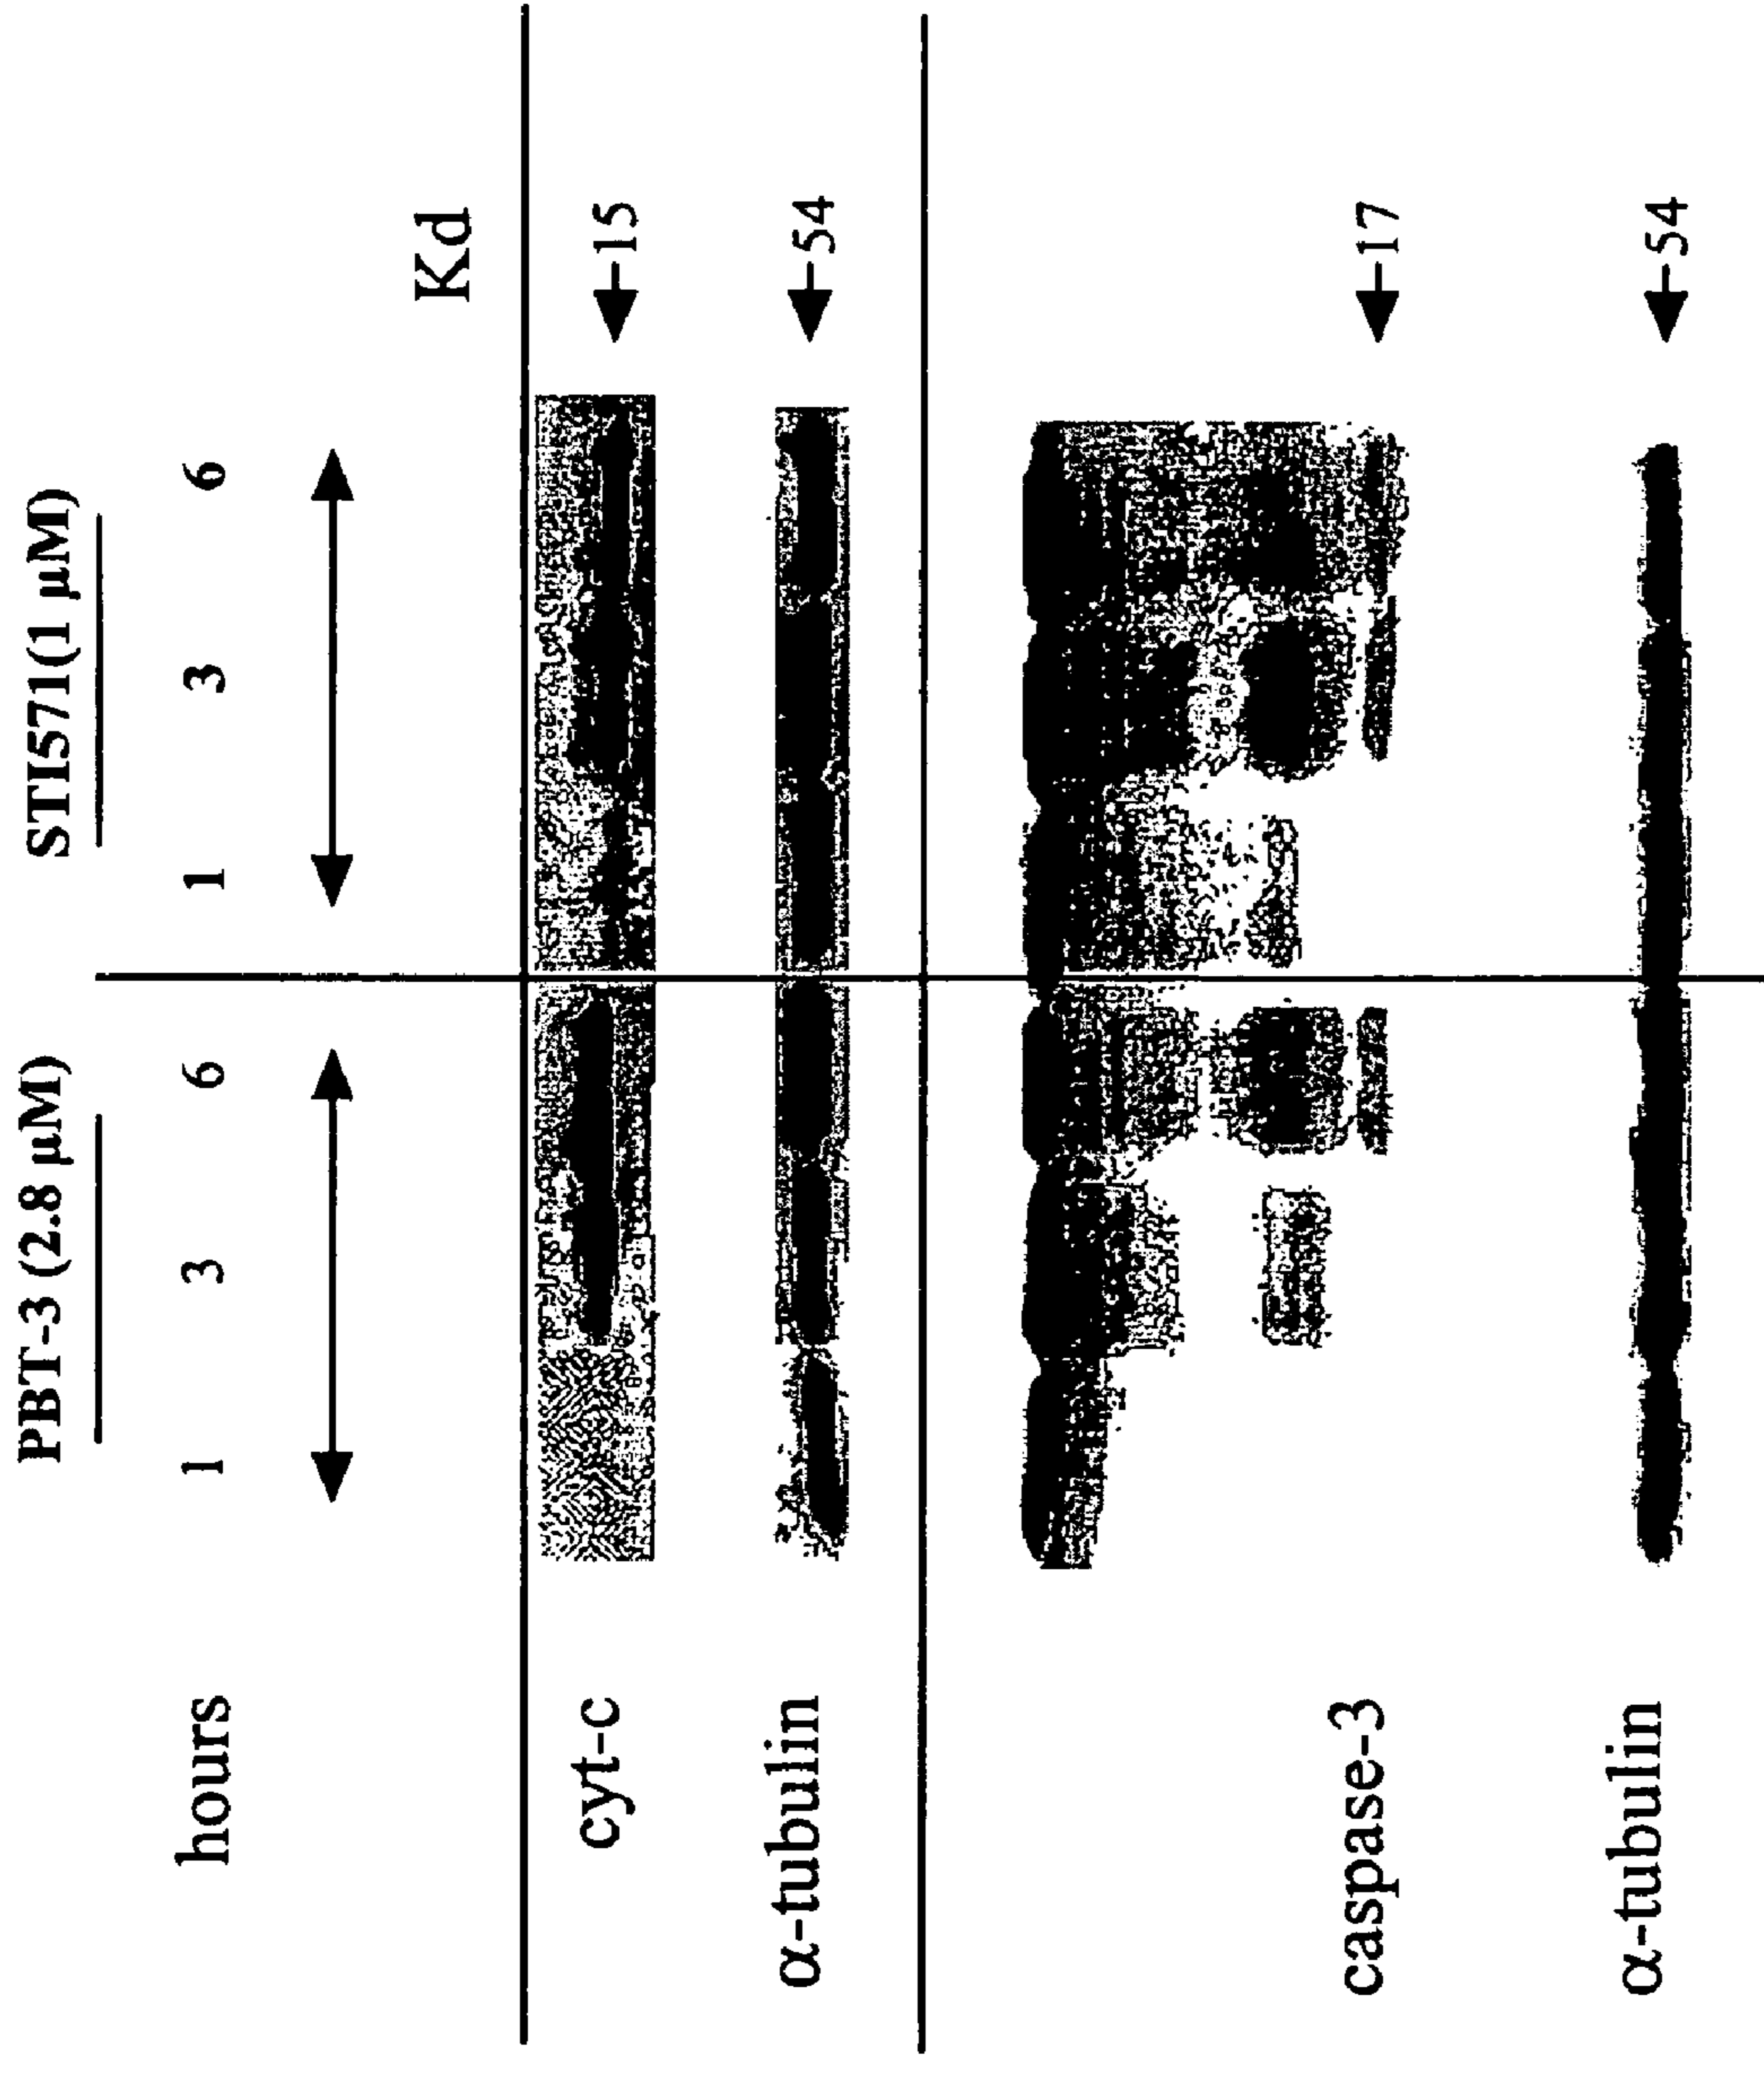 PBT-3 (2.8 µM) STI571(1 µM)
hours 1 3 6 1 3 6
Kd
cyt-c 15
α-tubulin 54
caspase-3 17
α-tubulin 54